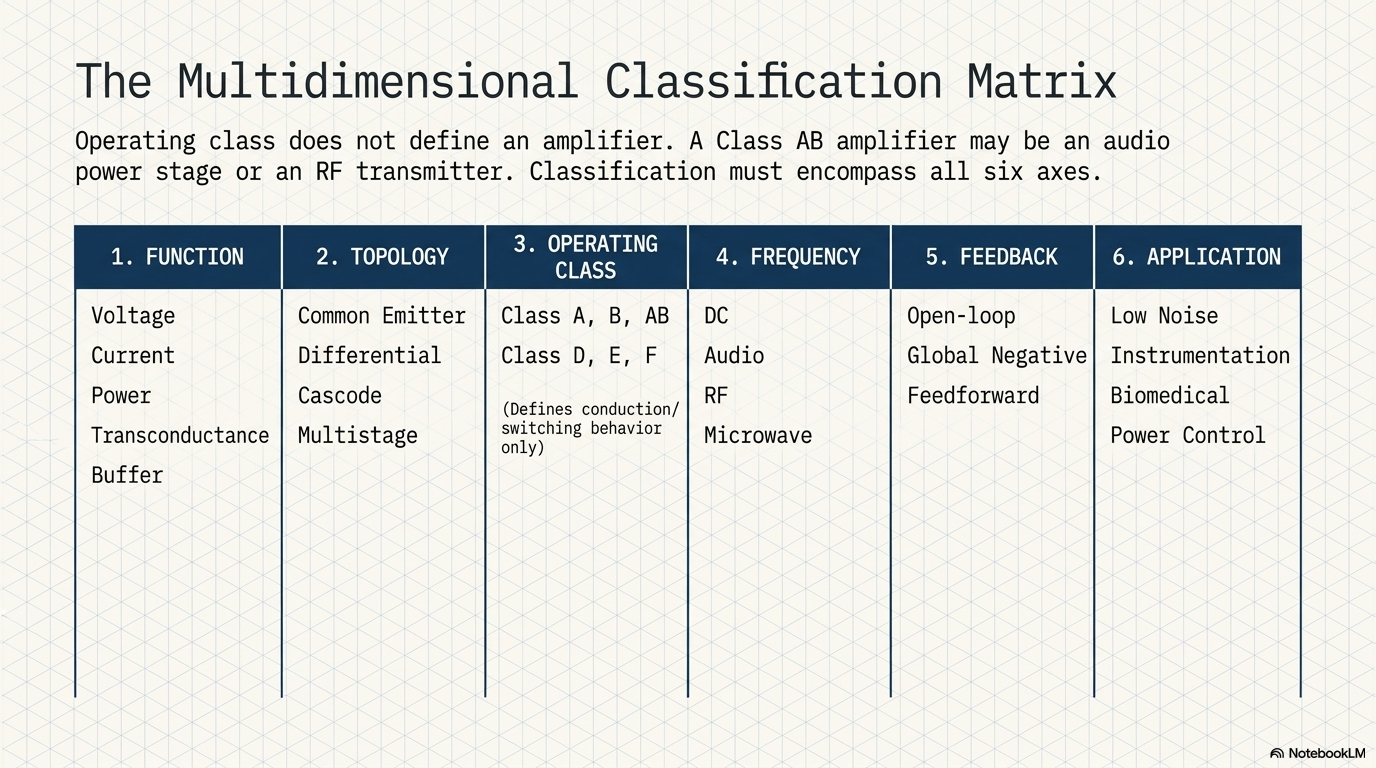 The Multidimensional Classification Matrix
Operating class does not define an amplifier. A Class AB amplifier may be an audio
power stage or an RF transmitter. Classification must encompass all six axes.
1. FUNCTION
Voltage
Current
Power
Transconductance
Buffer
2. TOPOLOGY
Common Emitter
Differential
Cascode
Multistage
3. OPERATING
CLASS
Class A, B, AB
Class D, E, F
(Defines conduction/
switching behavior
only)
4. FREQUENCY
DC
Audio
RF
Microwave
5. FEEDBACK
Open-loop
Global Negative
Feedforward
6. APPLICATION
Low Noise
Instrumentation
Biomedical
Power Control
NotebookLM